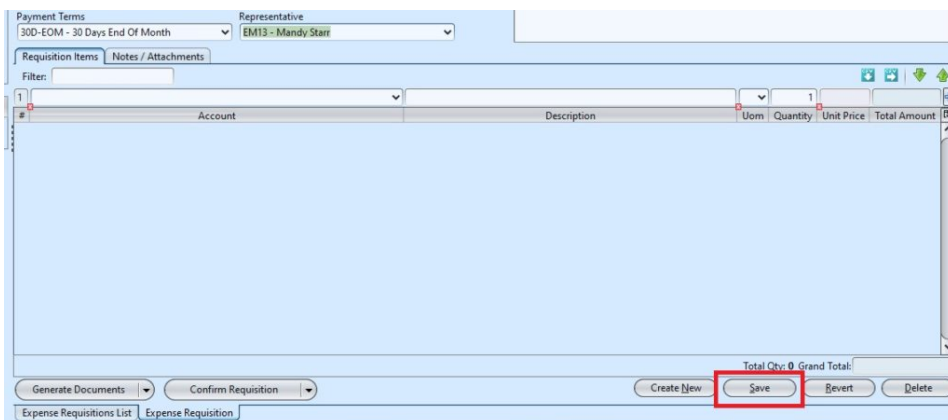 Payment Terms Representative
30D-EOM - 30 Days End Of Month EM13 - Mandy Starr
Requisition Items Notes / Attachments
Filter:
1 1
# Account Description Uom Quantity Unit Price Total Amount
Total Qty: 0 Grand Total:
Generate Documents Confirm Requisition Create New Save Revert Delete
Expense Requisitions List Expense Requisition